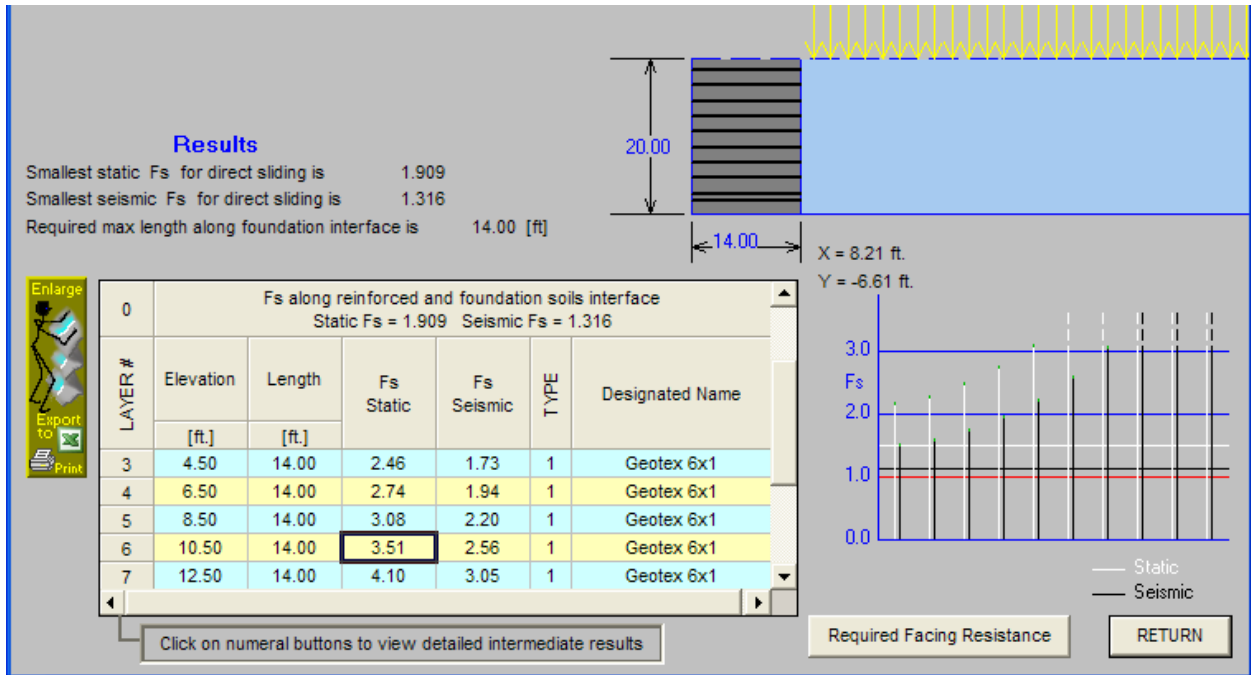 Results
Smallest static Fs for direct sliding is 1.909
Smallest seismic Fs for direct sliding is 1.316
Required max length along foundation interface is 14.00 [ft]
20.00
14.00
X = 8.21 ft.
Y = -6.61 ft.
Enlarge
Export
to
Print
0 Fs along reinforced and foundation soils interface
Static Fs = 1.909 Seismic Fs = 1.316
LAYER # Elevation Length Fs Static Fs Seismic TYPE Designated Name
[ft.] [ft.]
3 4.50 14.00 2.46 1.73 1 Geotex 6x1
4 6.50 14.00 2.74 1.94 1 Geotex 6x1
5 8.50 14.00 3.08 2.20 1 Geotex 6x1
6 10.50 14.00 3.51 2.56 1 Geotex 6x1
7 12.50 14.00 4.10 3.05 1 Geotex 6x1
Click on numeral buttons to view detailed intermediate results
3.0
Fs
2.0
1.0
0.0
Static
Seismic
Required Facing Resistance
RETURN